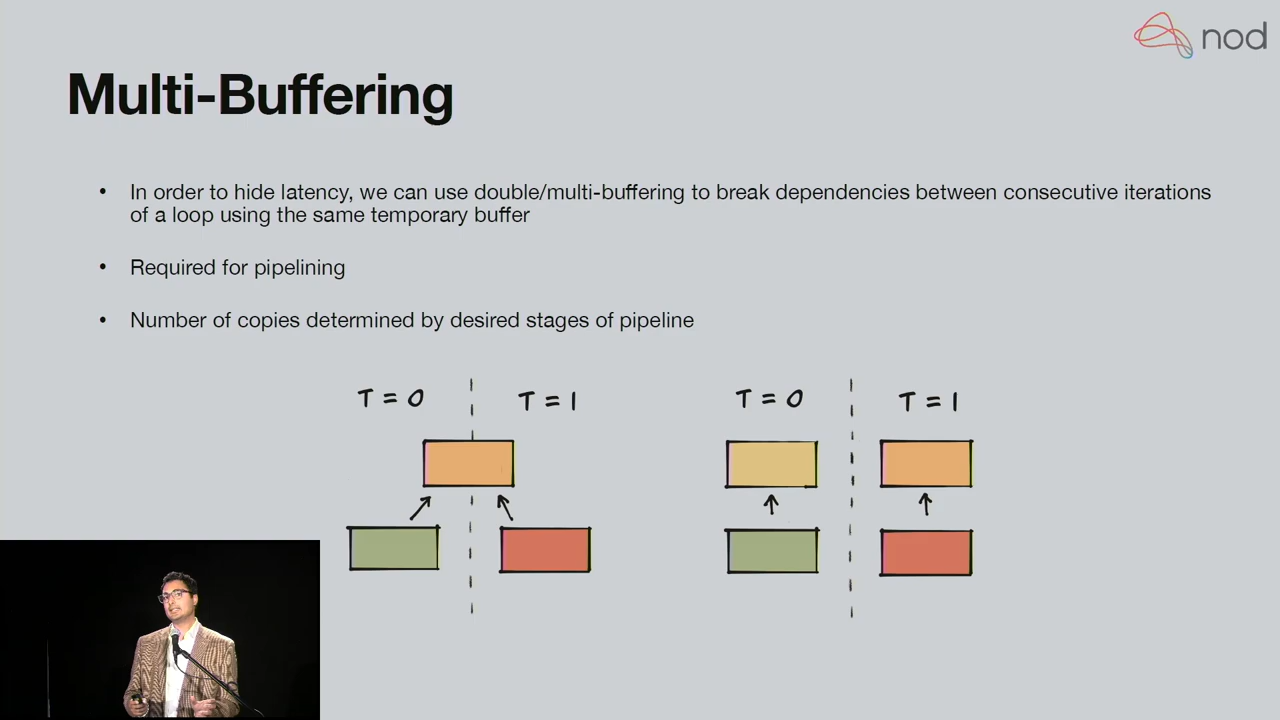 nod
Multi-Buffering
• In order to hide latency, we can use double/multi-buffering to break dependencies between consecutive iterations
of a loop using the same temporary buffer
• Required for pipelining
• Number of copies determined by desired stages of pipeline
T = 0 T = 1 T = 0 T = 1